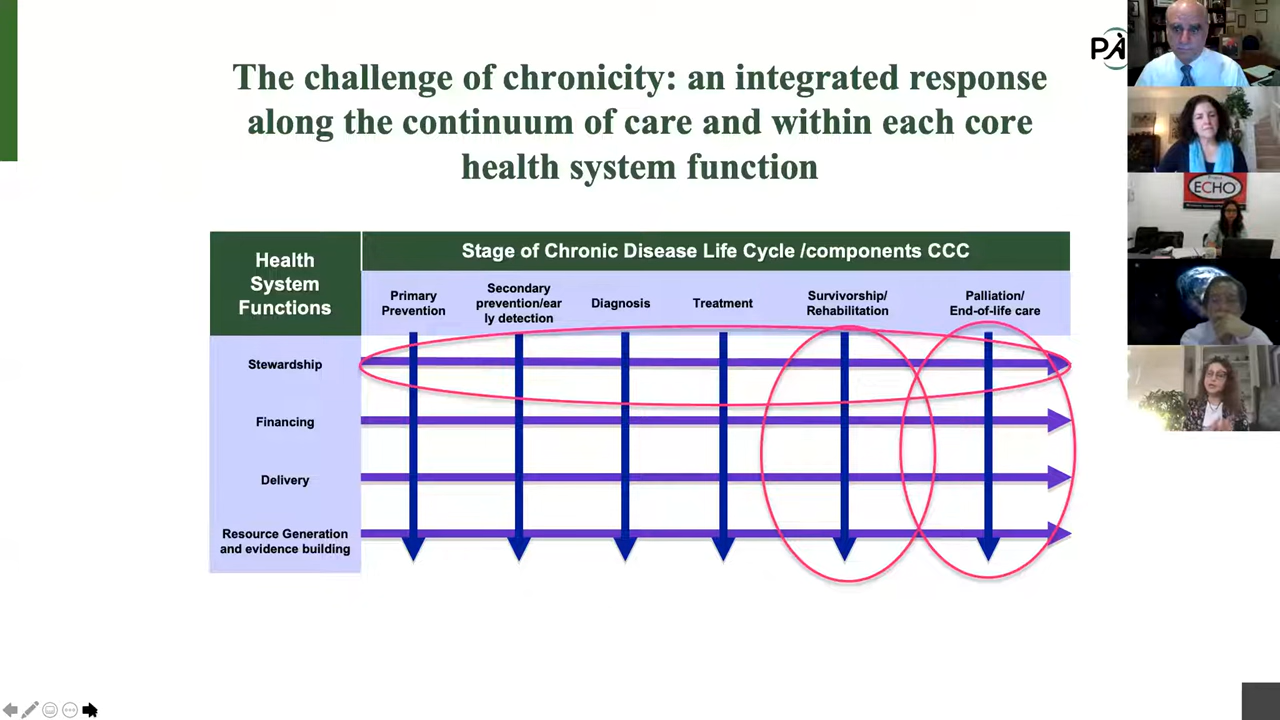 The challenge of chronicity: an integrated response
along the continuum of care and within each core
health system function
PA
ECHO
Health
System
Functions
Stage of Chronic Disease Life Cycle /components CCC
Primary
Prevention
Secondary
prevention/ear
ly detection
Diagnosis
Treatment
Survivorship/
Rehabilitation
Palliation/
End-of-life care
Stewardship
Financing
Delivery
Resource Generation
and evidence building